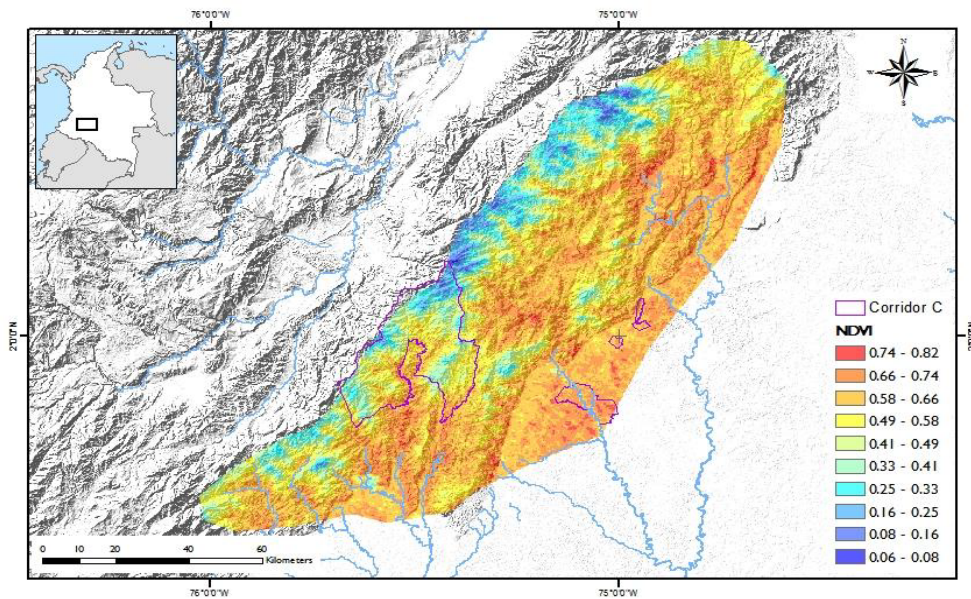 76°0'0"W
75°0'0"W
N
W
E
S
2°0'0"N
2°0'0"N
Corridor C
NDVI
0.74 - 0.82
0.66 - 0.74
0.58 - 0.66
0.49 - 0.58
0.41 - 0.49
0.33 - 0.41
0.25 - 0.33
0.16 - 0.25
0.08 - 0.16
0.06 - 0.08
0 10 20 40 60
Kilometers
76°0'0"W
75°0'0"W